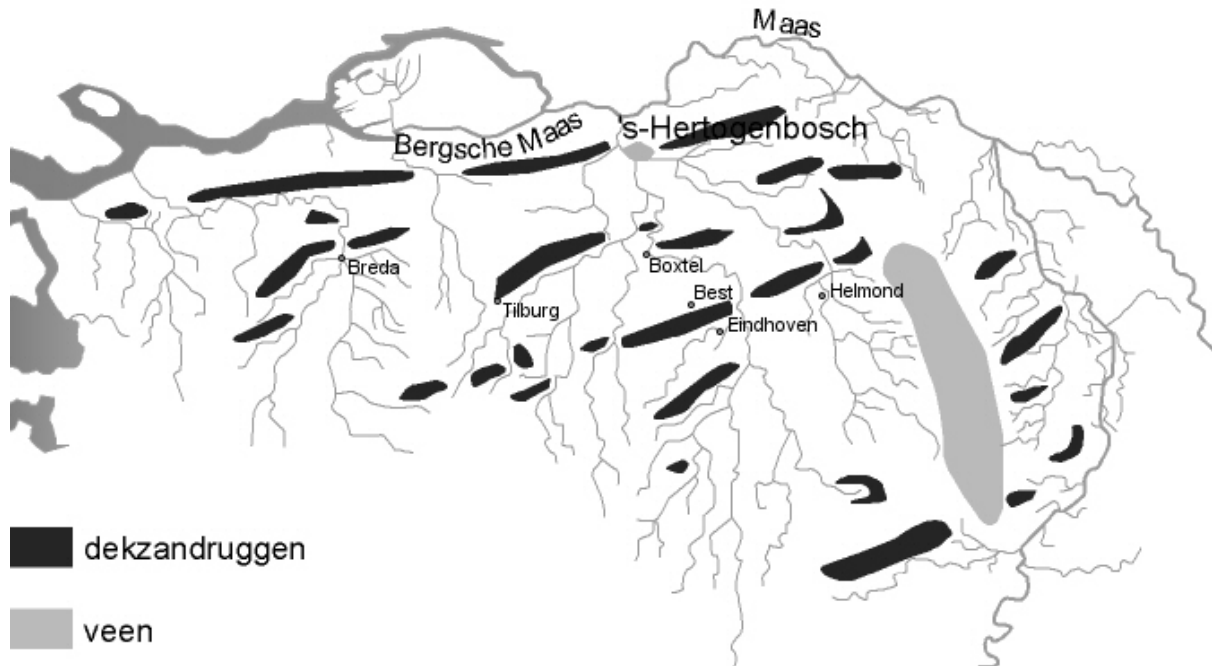 Maas
Bergsche Maas
's-Hertogenbosch
Breda
Boxtel
Tilburg
Best
Helmond
Eindhoven
dekzandruggen
veen